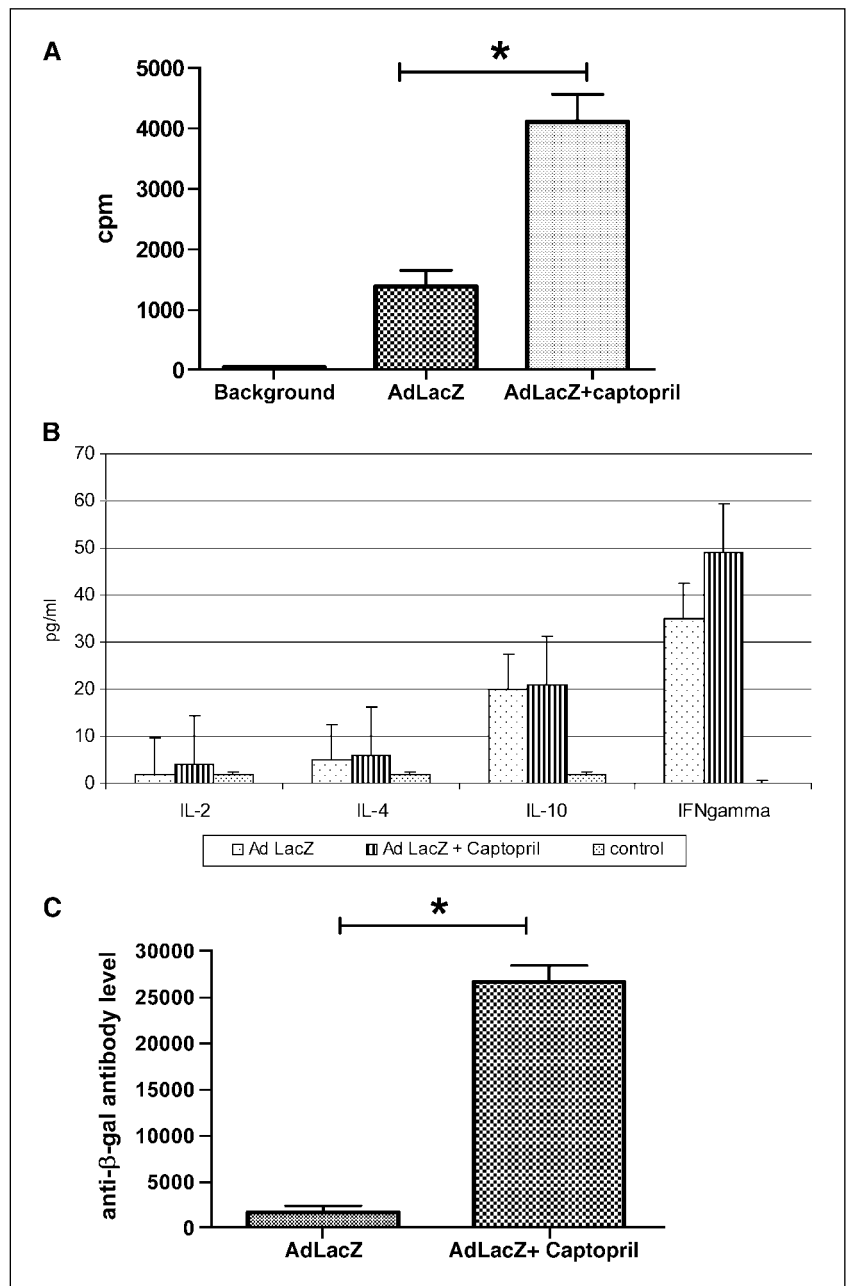 A
*
5000
4000
3000
2000
1000
0
cpm
Background AdLacZ AdLacZ+captopril
B
70
60
50
40
30
20
10
0
pg/ml
IL-2 IL-4 IL-10 IFNgamma
Ad LacZ Ad LacZ + Captopril control
C
*
30000
25000
20000
15000
10000
5000
0
anti-β-gal antibody level
AdLacZ AdLacZ+ Captopril